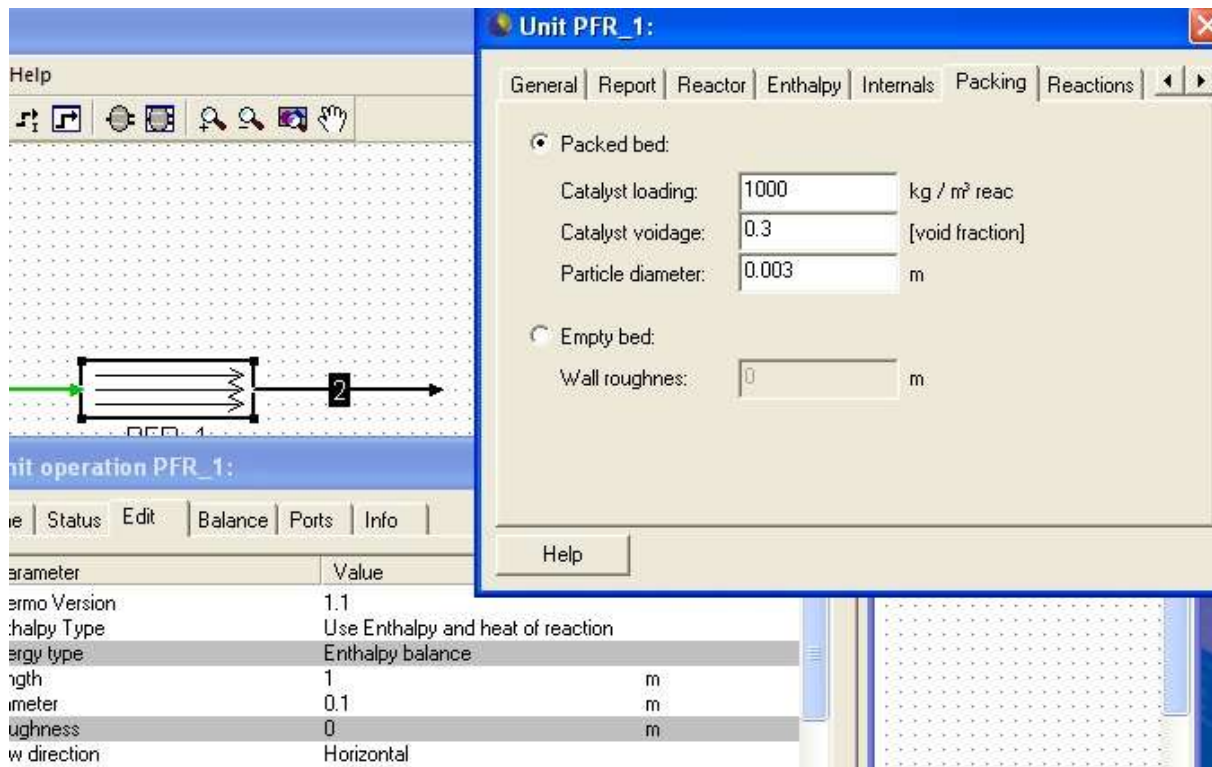 Unit PFR_1:
Help
General Report Reactor Enthalpy Internals Packing Reactions
Packed bed:
Catalyst loading: 1000 kg / m³ reac
Catalyst voidage: 0.3 [void fraction]
Particle diameter: 0.003 m
Empty bed:
Wall roughnes: 0 m
Help
2
PFR_1
nit operation PFR_1:
e Status Edit Balance Ports Info
arameter Value
ermo Version 1.1
thalpy Type Use Enthalpy and heat of reaction
ergy type Enthalpy balance
ngth 1 m
ameter 0.1 m
ughness 0 m
w direction Horizontal